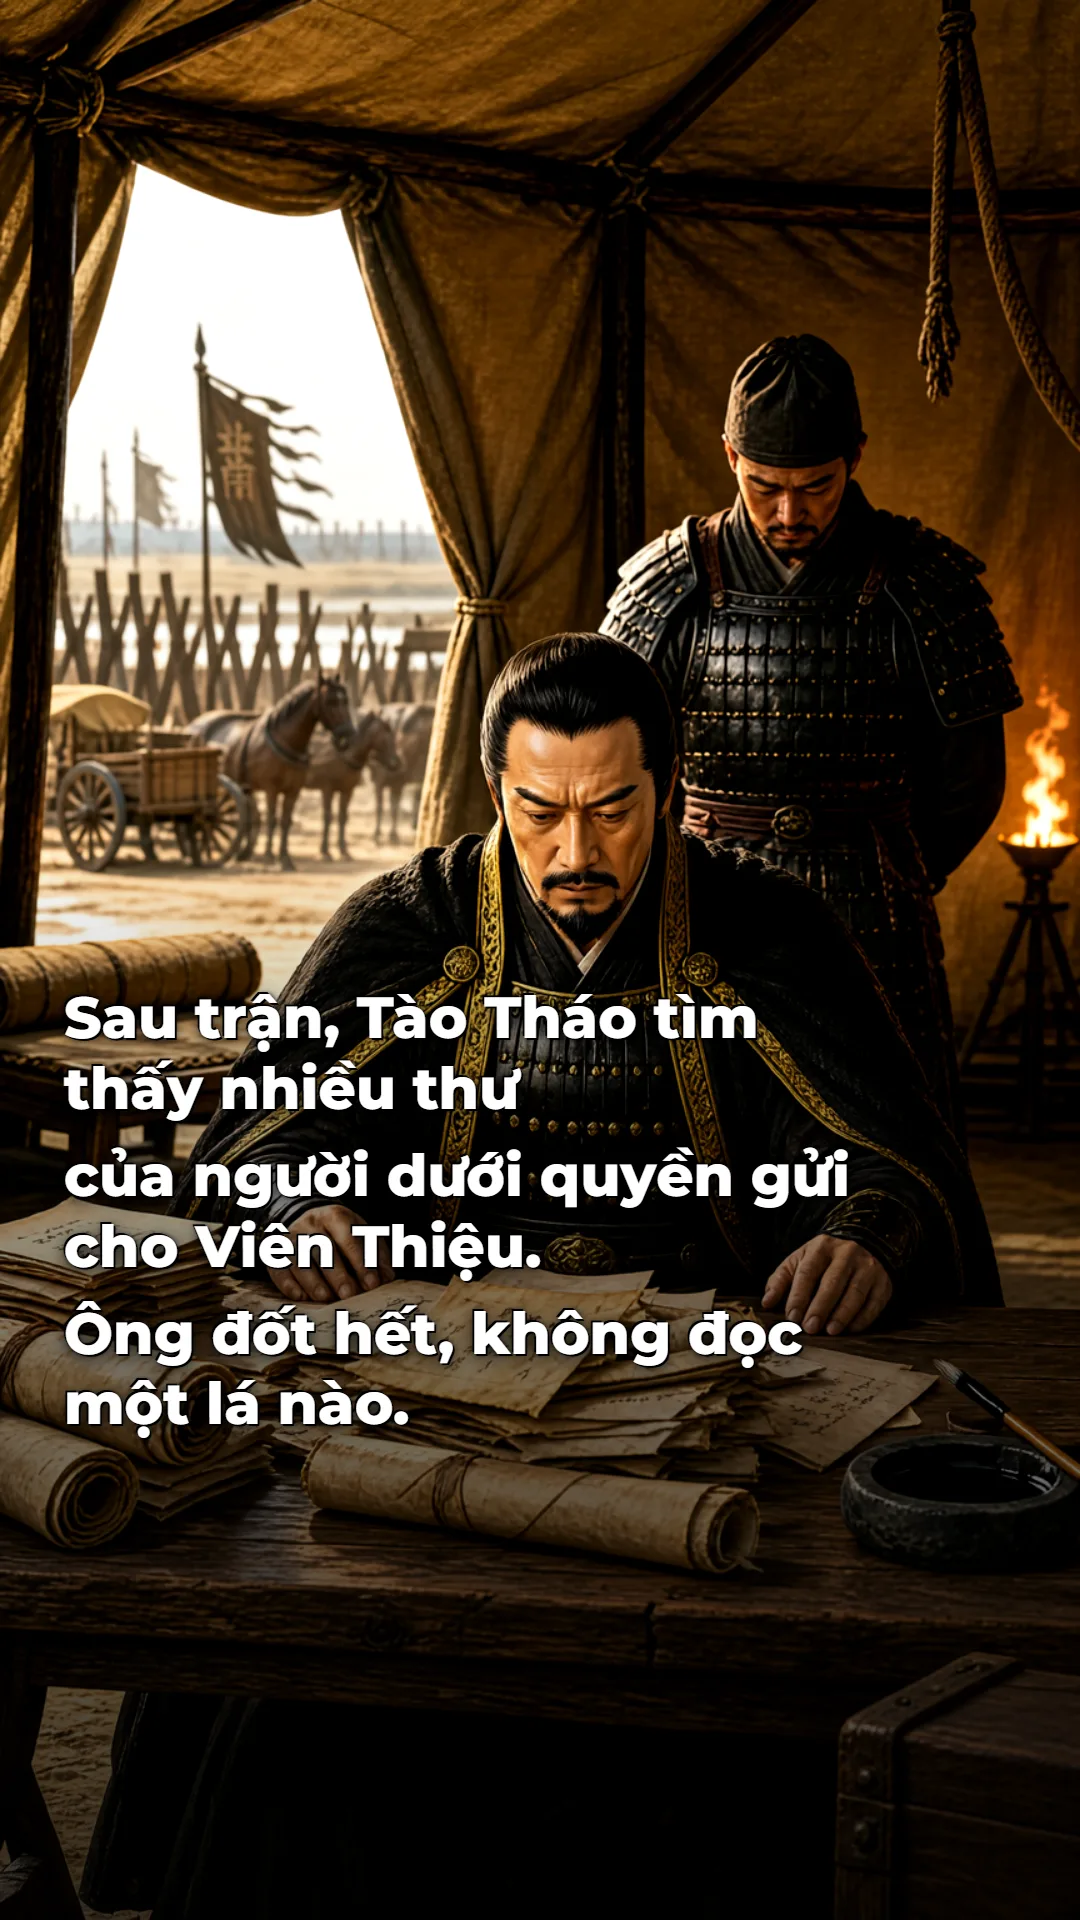 Sau trận, Tào Tháo tìm
thấy nhiều thư
của người dưới quyền gửi
cho Viên Thiệu.
Ông đốt hết, không đọc
một lá nào.